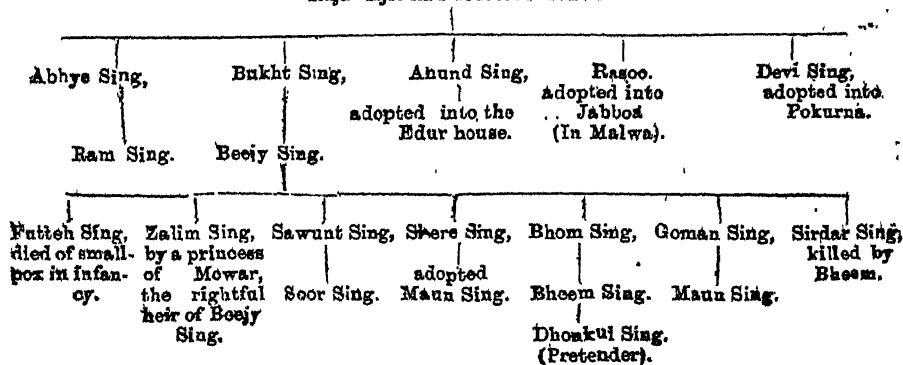 Abhye Sing, Bukht Sing, Anund Sing, Rasoo. Devi Sing,
adopted into the adopted into adopted into
Edur house. Jabboa Pokurna.
(In Malwa).
Ram Sing. Beejy Sing.
Futteh Sing, Zalim Sing, Sawunt Sing, Shere Sing, Bhom Sing, Goman Sing, Sirdar Sing,
died of small- by a princess killed by
pox in infan- of Mewar, adopted Bheem.
cy. the rightful Soor Sing. Maun Sing. Bheem Sing. Maun Sing.
heir of Beejy
Sing. Dhonkul Sing.
(Pretender).